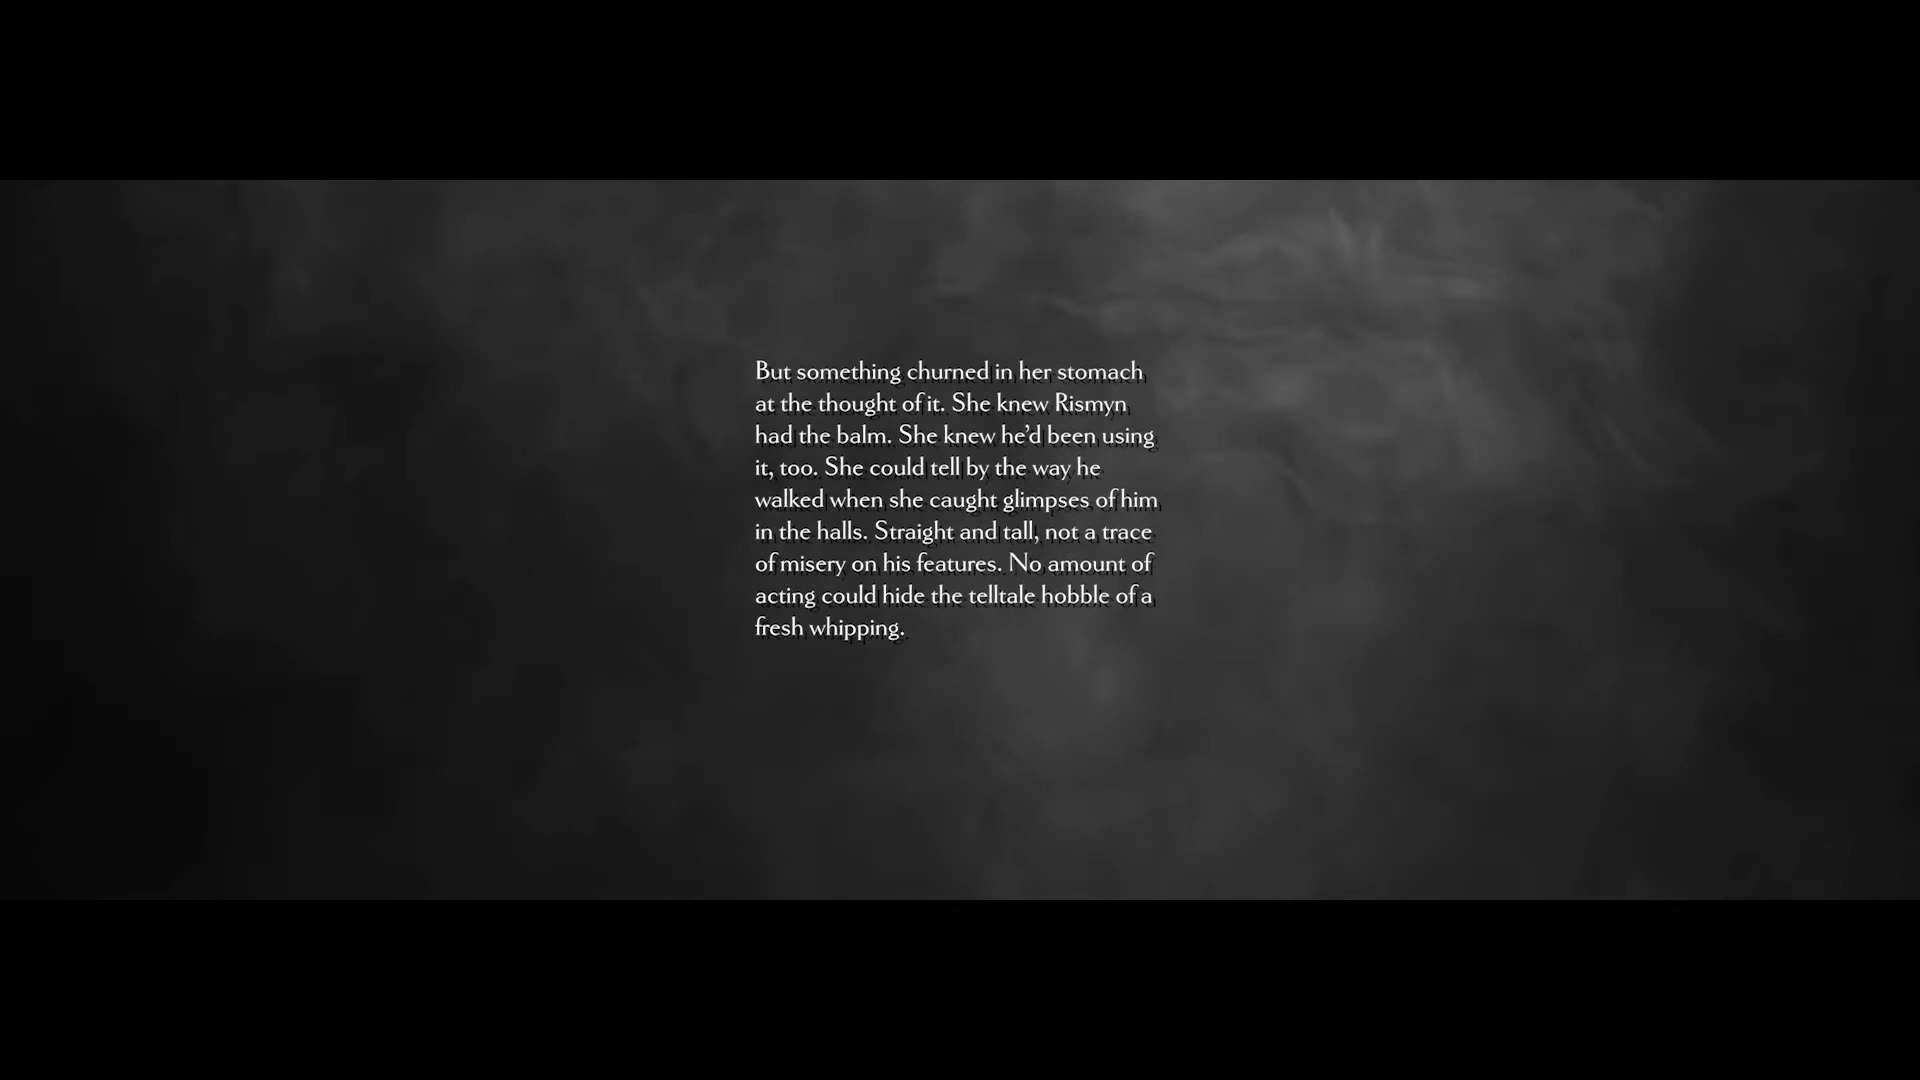 But something churned in her stomach
at the thought of it. She knew Rismyn
had the balm. She knew he’d been using
it, too. She could tell by the way he
walked when she caught glimpses of him
in the halls. Straight and tall, not a trace
of misery on his features. No amount of
acting could hide the telltale hobble of a
fresh whipping.